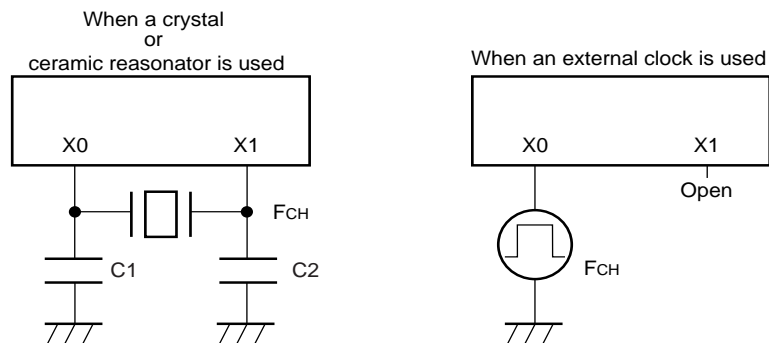 When a crystal
or
ceramic reasonator is used
X0 X1
FCH
C1 C2
When an external clock is used
X0 X1
Open
FCH